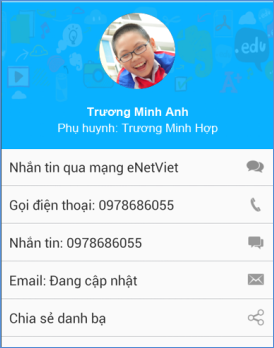 .edu
Trương Minh Anh
Phụ huynh: Trương Minh Hợp
Nhắn tin qua mạng eNetViet
Gọi điện thoại: 0978686055
Nhắn tin: 0978686055
Email: Đang cập nhật
Chia sẻ danh bạ